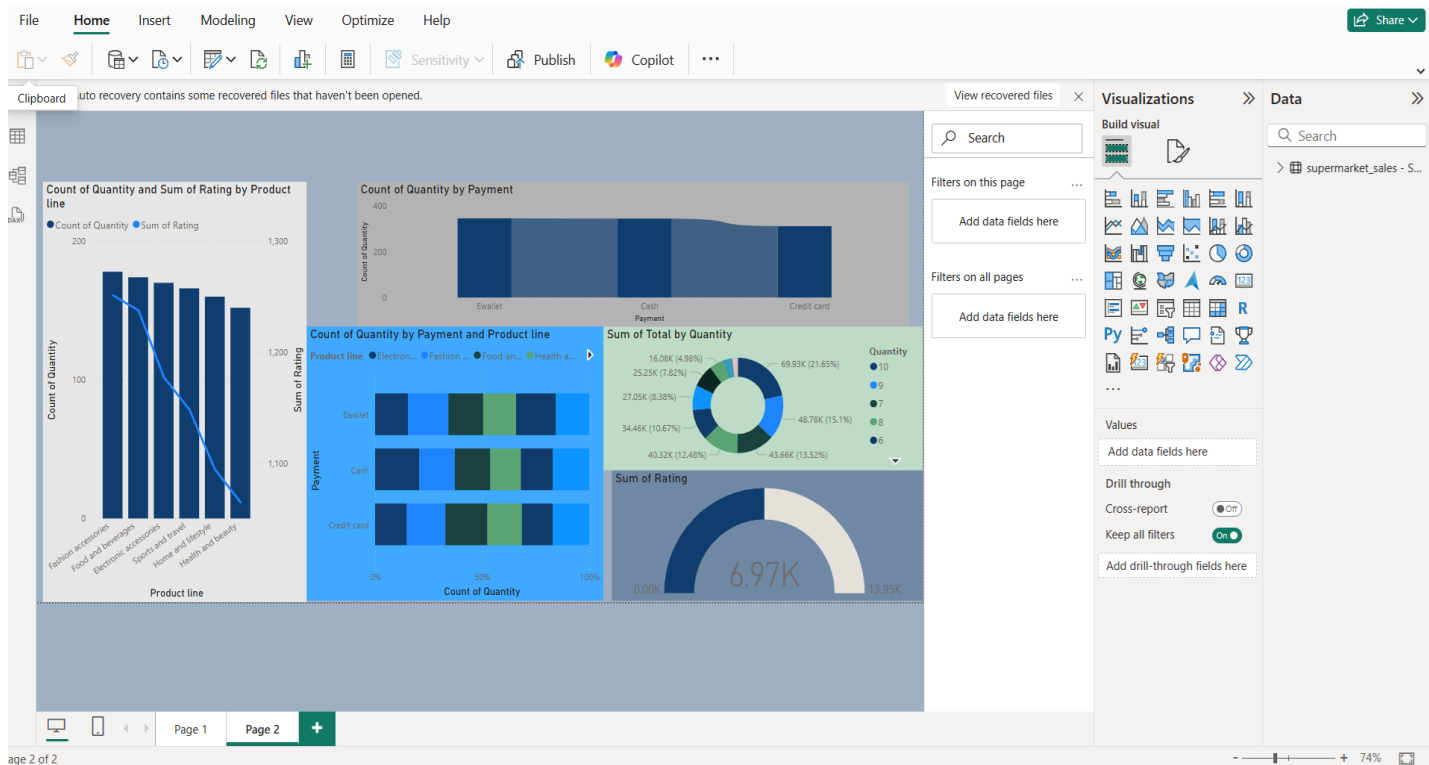 File Home Insert Modeling View Optimize Help Share
Sensitivity Publish Copilot ...
Clipboard
uto recovery contains some recovered files that haven't been opened. View recovered files
Count of Quantity and Sum of Rating by Product
line
Count of Quantity Sum of Rating
200 1,300
100 1,200
0 1,100
Count of Quantity
Sum of Rating
Fashion accessories
Food and beverages
Electronic accessories
Sports and travel
Home and lifestyle
Health and beauty
Product line
Count of Quantity by Payment
400
200
0
Count of Quantity
Ewallet Cash Credit card
Payment
Count of Quantity by Payment and Product line
Product line Electron... Fashion ... Food an... Health a...
Ewallet
Cash
Credit card
Payment
0% 50% 100%
Count of Quantity
Sum of Total by Quantity
16.08K (4.98%)
25.25K (7.82%)
27.05K (8.38%)
34.46K (10.67%)
40.32K (12.48%)
69.93K (21.65%)
48.78K (15.1%)
43.66K (13.52%)
Quantity
10
9
7
8
6
Sum of Rating
6.97K
0.00K 13.95K
Search
Filters on this page ...
Add data fields here
Filters on all pages ...
Add data fields here
Visualizations
Build visual
123
R
Py
123
...
Values
Add data fields here
Drill through
Cross-report Off
Keep all filters On
Add drill-through fields here
Data
Search
supermarket_sales - S...
DAX
Page 1 Page 2 +
age 2 of 2 - + 74%